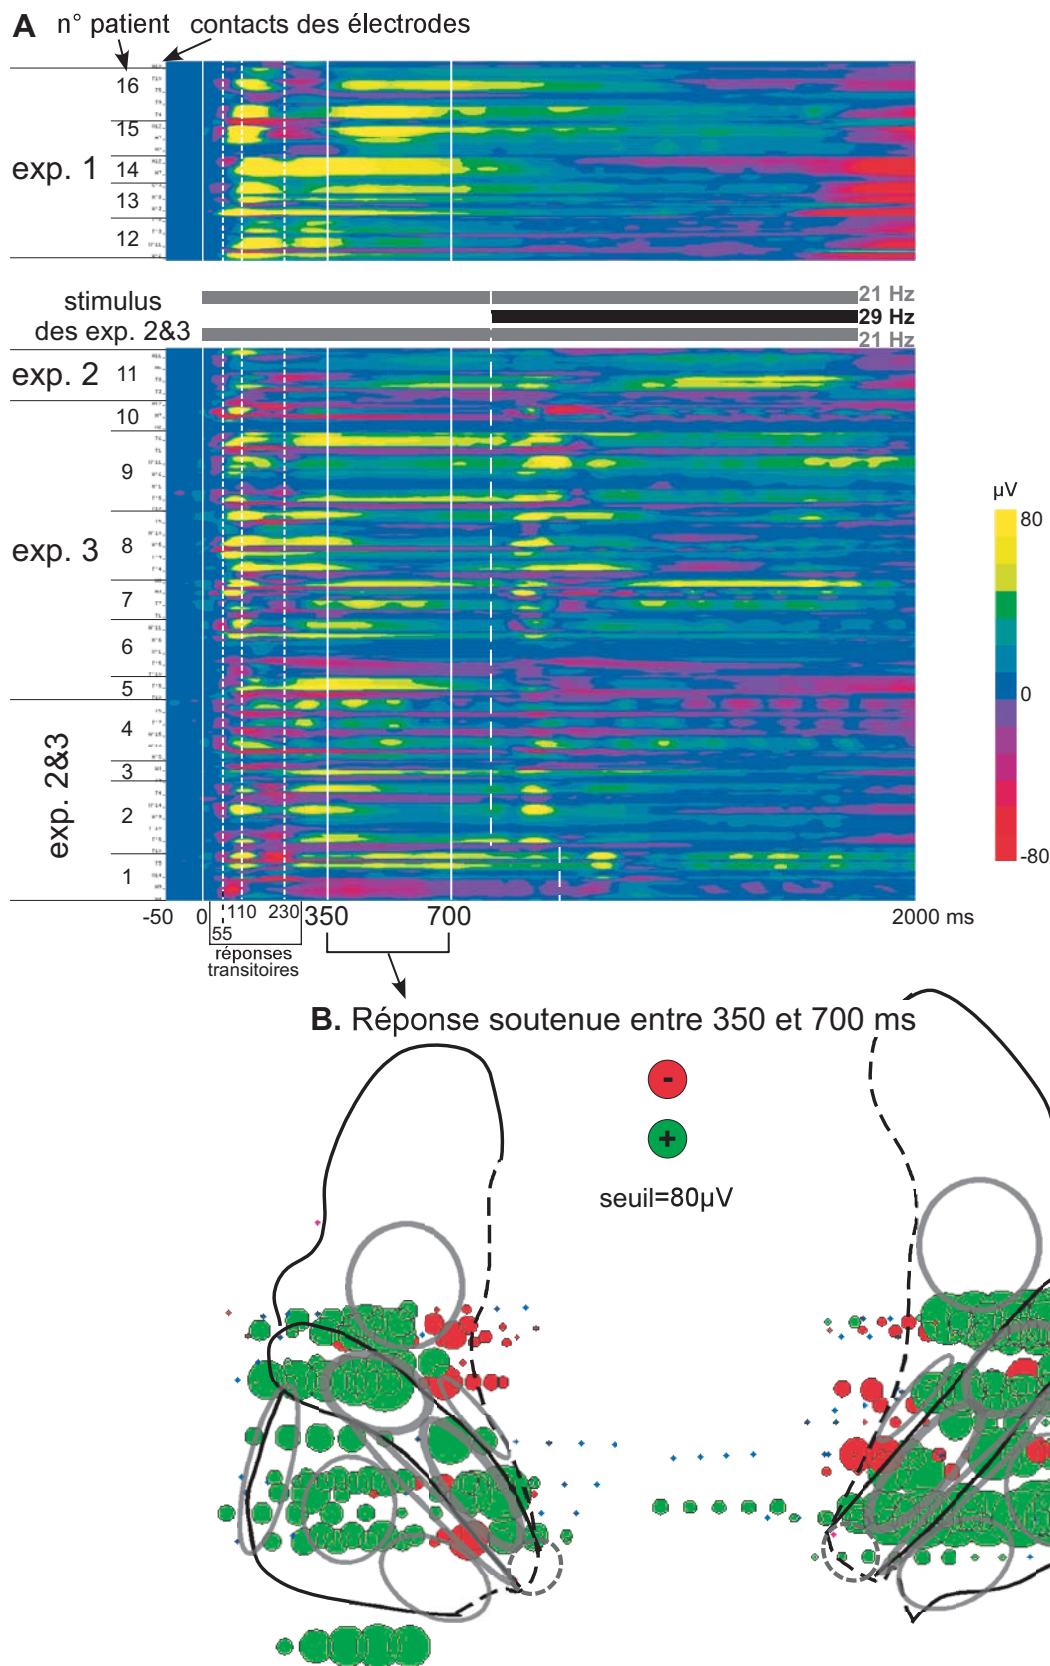 A n° patient contacts des électrodes
16
15
exp. 1
14
13
12
stimulus
des exp. 2&3
21 Hz
29 Hz
21 Hz
exp. 2
11
10
9
exp. 3
8
7
6
5
exp. 2&3
4
3
2
1
µV
80
0
-80
-50
0
55
110
230
350
700
2000 ms
réponses
transitoires
B. Réponse soutenue entre 350 et 700 ms
-
+
seuil=80µV